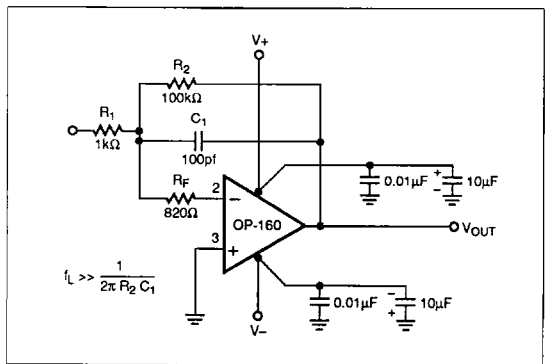 V+
R2
100kΩ
R1
1kΩ
C1
100pf
RF
820Ω
2
−
OP-160
3
+
0.01µF
+
−
10µF
VOUT
fL >> 1 / 2π R2 C1
0.01µF
−
+
10µF
V−